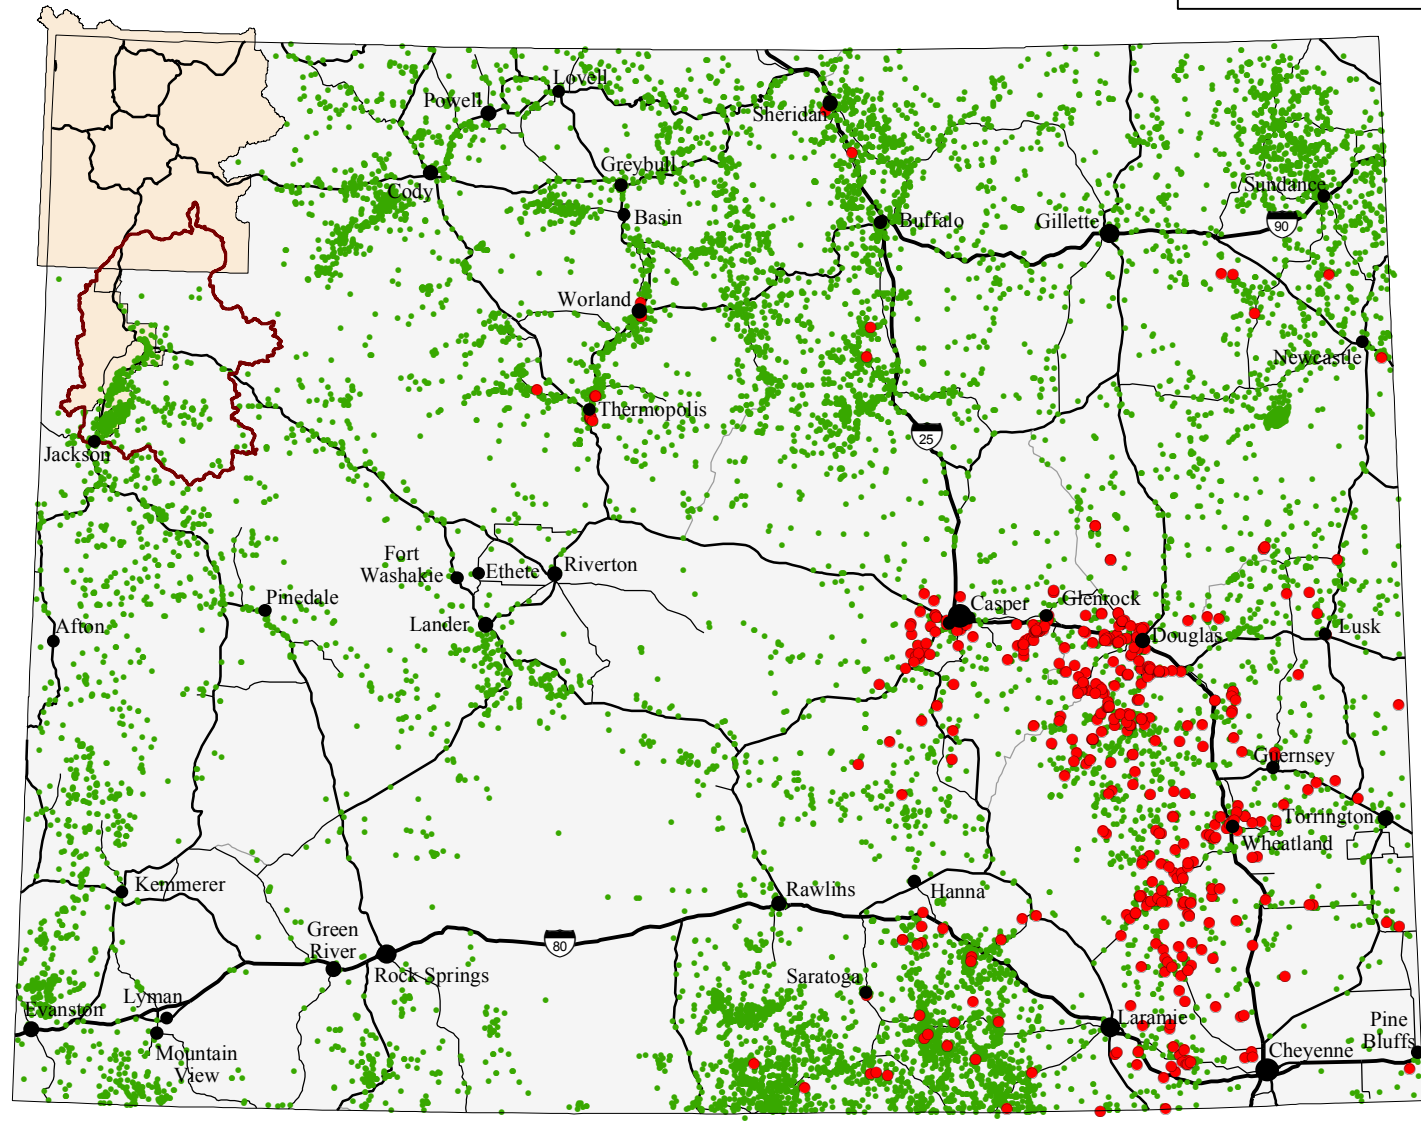 Lovell
Powell
Sheridan
Greybull
Cody
Sundance
Basin
Buffalo
Gillette
90
Worland
Newcastle
Thermopolis
25
Jackson
Fort
Washakie
Ethete
Riverton
Pinedale
Casper
Glenrock
Lander
Afton
Douglas
Lusk
Guernsey
Torrington
Wheatland
Kemmerer
Rawlins
Hanna
Green
River
80
Rock Springs
Saratoga
Lyman
Evanston
Laramie
Pine
Bluffs
Mountain
View
Cheyenne